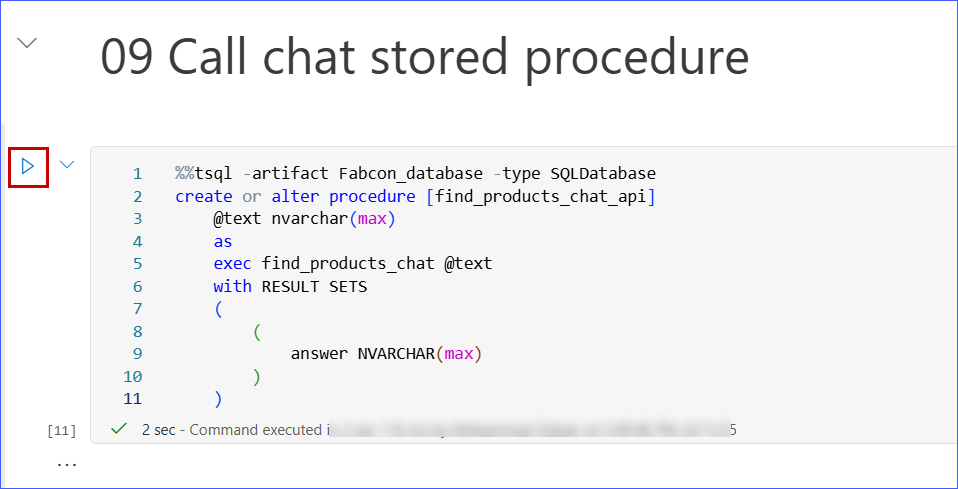 09 Call chat stored procedure
1 %%tsql -artifact Fabcon_database -type SQLDatabase
2 create or alter procedure [find_products_chat_api]
3 @text nvarchar(max)
4 as
5 exec find_products_chat @text
6 with RESULT SETS
7 (
8 (
9 answer NVARCHAR(max)
10 )
11 )
[11] 2 sec - Command executed i 5
...